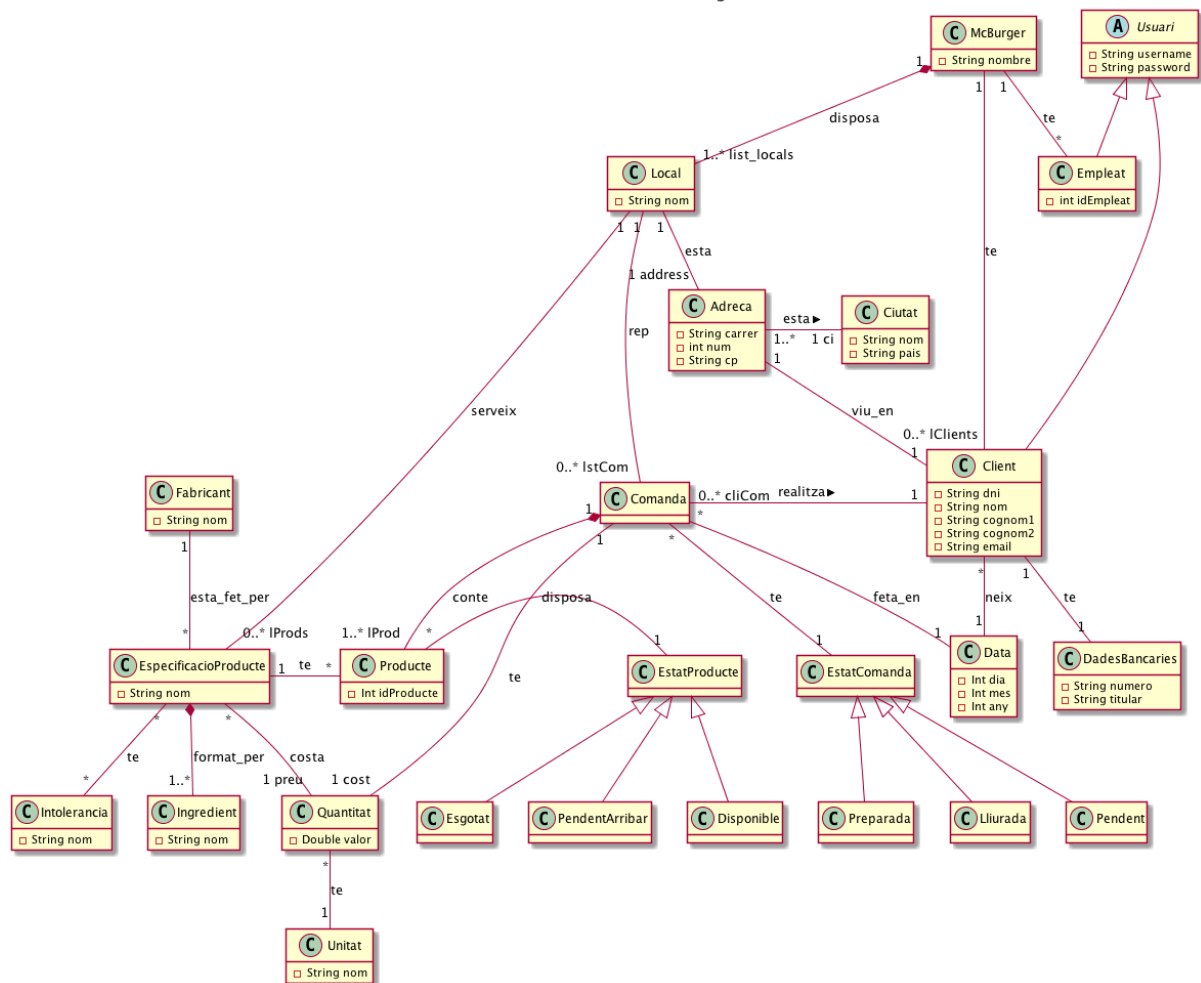 C McBurger
String nombre
A Usuari
String username
String password
1
1
1
disposa
te
*
1..* list_locals
C Local
String nom
C Empleat
int idEmpleat
1
1
1
esta
te
1 address
C Adreca
String carrer
int num
String cp
esta
1..*
1 ci
C Ciutat
String nom
String pais
rep
1
serveix
viu_en
0..* lClients
1
C Client
String dni
String nom
String cognom1
String cognom2
String email
0..* lstCom
C Fabricant
String nom
C Comanda
0..* cliCom
realitza
1
1
1
*
*
1
esta_fet_per
*
conte
disposa
te
feta_en
*
neix
1
1
te
1
0..* lProds
1..* lProd
*
1
1
1
C EspecificacioProducte
String nom
1
te
*
C Producte
Int idProducte
C EstatProducte
C EstatComanda
C Data
Int dia
Int mes
Int any
C DadesBancaries
String numero
String titular
te
*
te
*
format_per
1..*
*
costa
1 preu
1 cost
C Intolerancia
String nom
C Ingredient
String nom
C Quantitat
Double valor
C Esgotat
C PendentArribar
C Disponible
C Preparada
C Lliurada
C Pendent
*
te
1
C Unitat
String nom